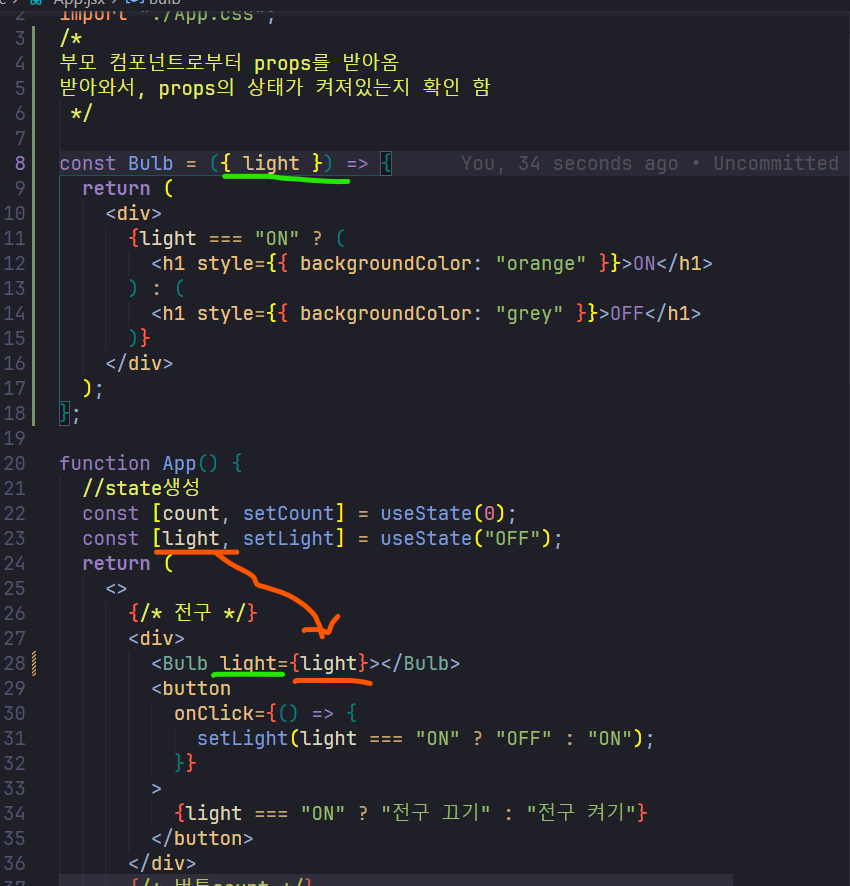 App.jsx > Bulb
2 import "./App.css";
3 /*
4 부모 컴포넌트로부터 props를 받아옴
5 받아와서, props의 상태가 켜져있는지 확인 함
6 */
7
8 const Bulb = ({ light }) => { You, 34 seconds ago • Uncommitted
9 return (
10 <div>
11 {light === "ON" ? (
12 <h1 style={{ backgroundColor: "orange" }}>ON</h1>
13 ) : (
14 <h1 style={{ backgroundColor: "grey" }}>OFF</h1>
15 )}
16 </div>
17 );
18 };
19
20 function App() {
21 //state생성
22 const [count, setCount] = useState(0);
23 const [light, setLight] = useState("OFF");
24 return (
25 <>
26 {/* 전구 */}
27 <div>
28 <Bulb light={light}></Bulb>
29 <button
30 onClick={() => {
31 setLight(light === "ON" ? "OFF" : "ON");
32 }}
33 >
34 {light === "ON" ? "전구 끄기" : "전구 켜기"}
35 </button>
36 </div>
37 {/* 버튼count */}